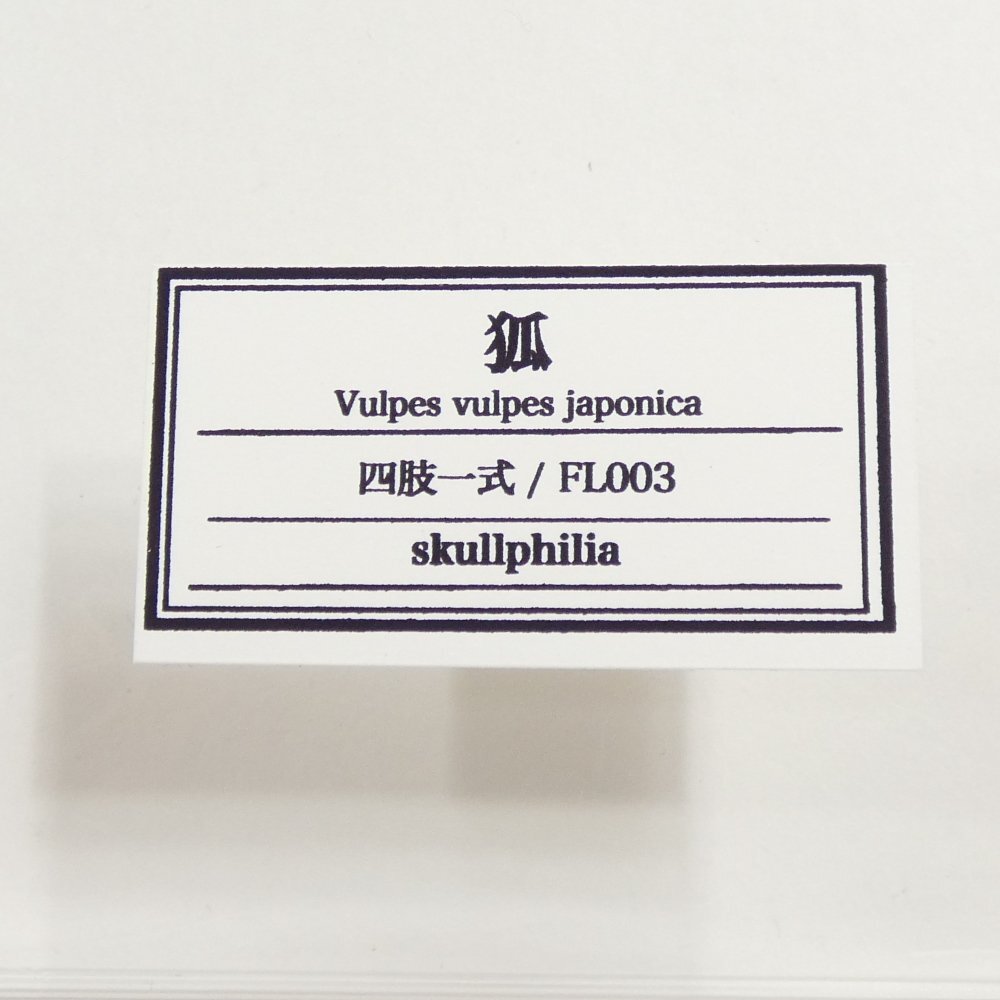 狐
Vulpes vulpes japonica
四肢一式 / FL003
skullphilia